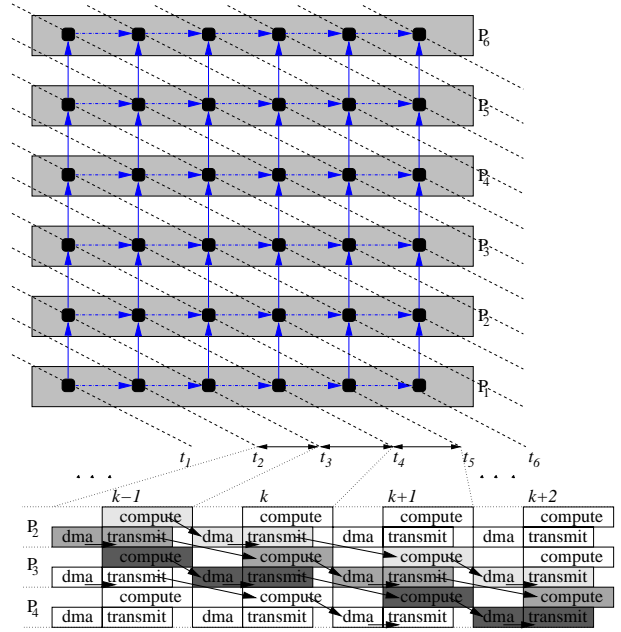 P6
P5
P4
P3
P2
P1
t1 t2 t3 t4 t5 t6
. . . . . .
k−1 k k+1 k+2
compute compute compute compute
P2 dma transmit dma transmit dma transmit dma transmit
compute compute compute compute
P3 dma transmit dma transmit dma transmit dma transmit
compute compute compute compute
P4 dma transmit dma transmit dma transmit dma transmit